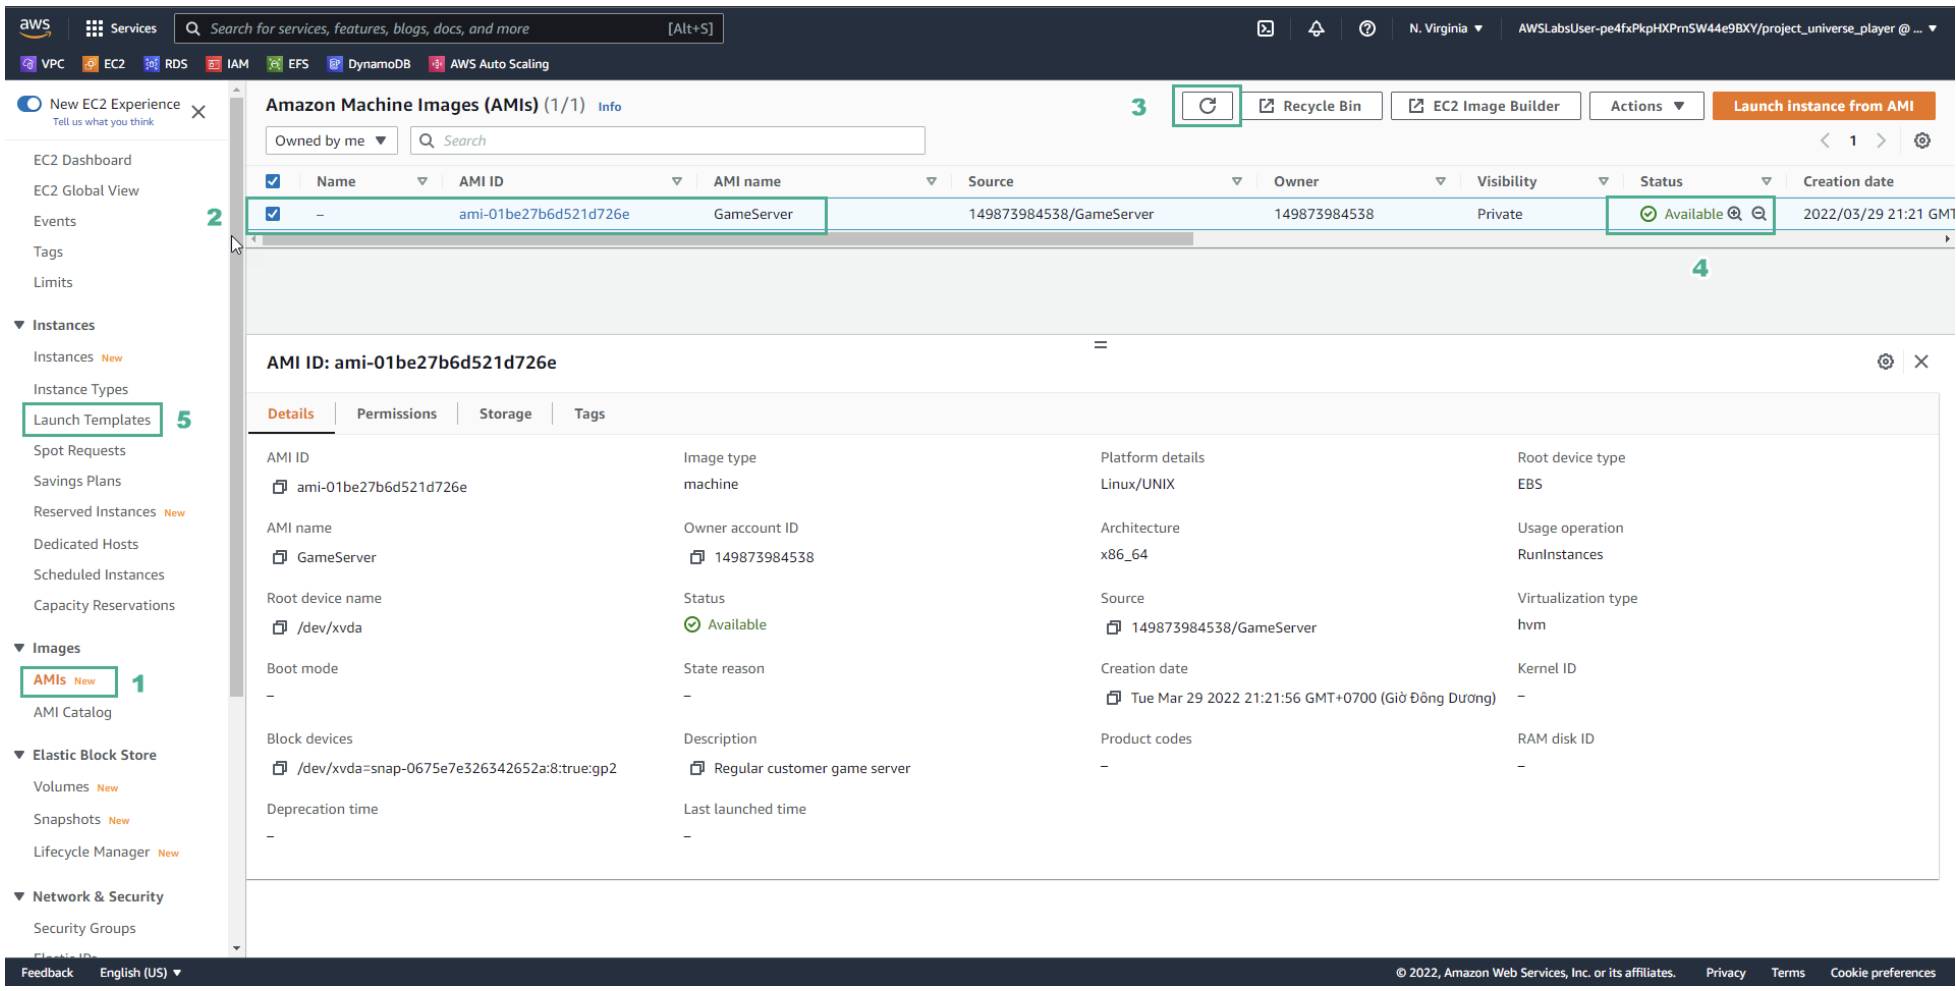 aws Services Search for services, features, blogs, docs, and more [Alt+S] N. Virginia ▼ AWSLabsUser-pe4fxPkpHXPrnSW44e9BXY/project_universe_player @ ... ▼
VPC EC2 RDS IAM EFS DynamoDB AWS Auto Scaling
New EC2 Experience
Tell us what you think
EC2 Dashboard
EC2 Global View
Events
Tags
Limits
Instances
Instances New
Instance Types
Launch Templates 5
Spot Requests
Savings Plans
Reserved Instances New
Dedicated Hosts
Scheduled Instances
Capacity Reservations
Images
AMIs New 1
AMI Catalog
Elastic Block Store
Volumes New
Snapshots New
Lifecycle Manager New
Network & Security
Security Groups
Elastic IPs
Amazon Machine Images (AMIs) (1/1) Info 3 Recycle Bin EC2 Image Builder Actions ▼ Launch instance from AMI
Owned by me ▼ Search 1
Name AMI ID AMI name Source Owner Visibility Status Creation date
2 – ami-01be27b6d521d726e GameServer 149873984538/GameServer 149873984538 Private Available 2022/03/29 21:21 GMT
4
AMI ID: ami-01be27b6d521d726e
Details Permissions Storage Tags
AMI ID Image type Platform details Root device type
ami-01be27b6d521d726e machine Linux/UNIX EBS
AMI name Owner account ID Architecture Usage operation
GameServer 149873984538 x86_64 RunInstances
Root device name Status Source Virtualization type
/dev/xvda Available 149873984538/GameServer hvm
Boot mode State reason Creation date Kernel ID
– – Tue Mar 29 2022 21:21:56 GMT+0700 (Giờ Đông Dương) –
Block devices Description Product codes RAM disk ID
/dev/xvda=snap-0675e7e326342652a:8:true:gp2 Regular customer game server – –
Deprecation time Last launched time
– –
Feedback English (US) ▼ © 2022, Amazon Web Services, Inc. or its affiliates. Privacy Terms Cookie preferences